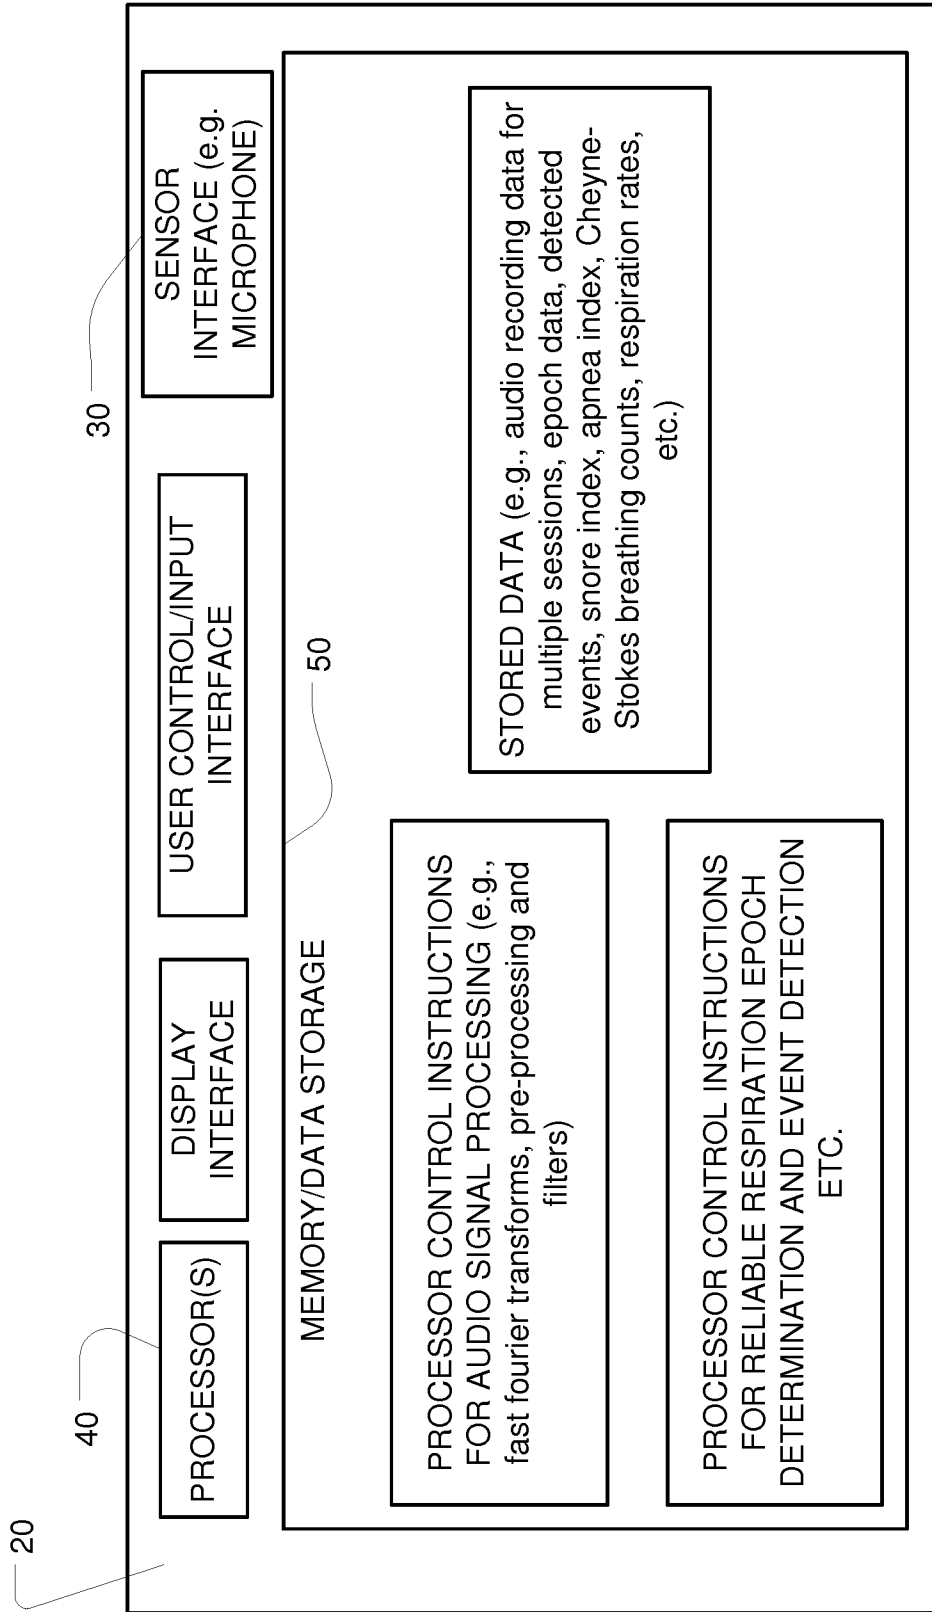 20
40
30
PROCESSOR(S)
DISPLAY
INTERFACE
USER CONTROL/INPUT
INTERFACE
SENSOR
INTERFACE (e.g.
MICROPHONE)
50
MEMORY/DATA STORAGE
PROCESSOR CONTROL INSTRUCTIONS
FOR AUDIO SIGNAL PROCESSING (e.g.,
fast fourier transforms, pre-processing and
filters)
PROCESSOR CONTROL INSTRUCTIONS
FOR RELIABLE RESPIRATION EPOCH
DETERMINATION AND EVENT DETECTION
ETC.
STORED DATA (e.g., audio recording data for
multiple sessions, epoch data, detected
events, snore index, apnea index, Cheyne-
Stokes breathing counts, respiration rates,
etc.)